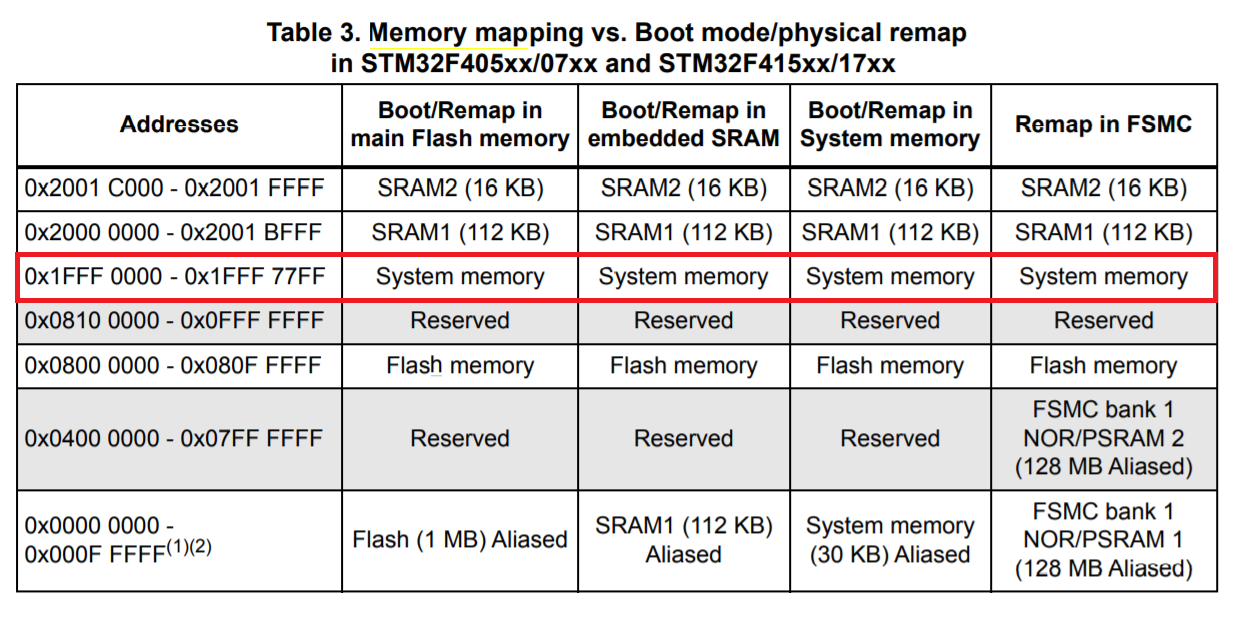 Table 3. Memory mapping vs. Boot mode/physical remap
in STM32F405xx/07xx and STM32F415xx/17xx
Addresses Boot/Remap in main Flash memory Boot/Remap in embedded SRAM Boot/Remap in System memory Remap in FSMC
0x2001 C000 - 0x2001 FFFF SRAM2 (16 KB) SRAM2 (16 KB) SRAM2 (16 KB) SRAM2 (16 KB)
0x2000 0000 - 0x2001 BFFF SRAM1 (112 KB) SRAM1 (112 KB) SRAM1 (112 KB) SRAM1 (112 KB)
0x1FFF 0000 - 0x1FFF 77FF System memory System memory System memory System memory
0x0810 0000 - 0x0FFF FFFF Reserved Reserved Reserved Reserved
0x0800 0000 - 0x080F FFFF Flash memory Flash memory Flash memory Flash memory
0x0400 0000 - 0x07FF FFFF Reserved Reserved Reserved FSMC bank 1 NOR/PSRAM 2 (128 MB Aliased)
0x0000 0000 - 0x000F FFFF(1)(2) Flash (1 MB) Aliased SRAM1 (112 KB) Aliased System memory (30 KB) Aliased FSMC bank 1 NOR/PSRAM 1 (128 MB Aliased)